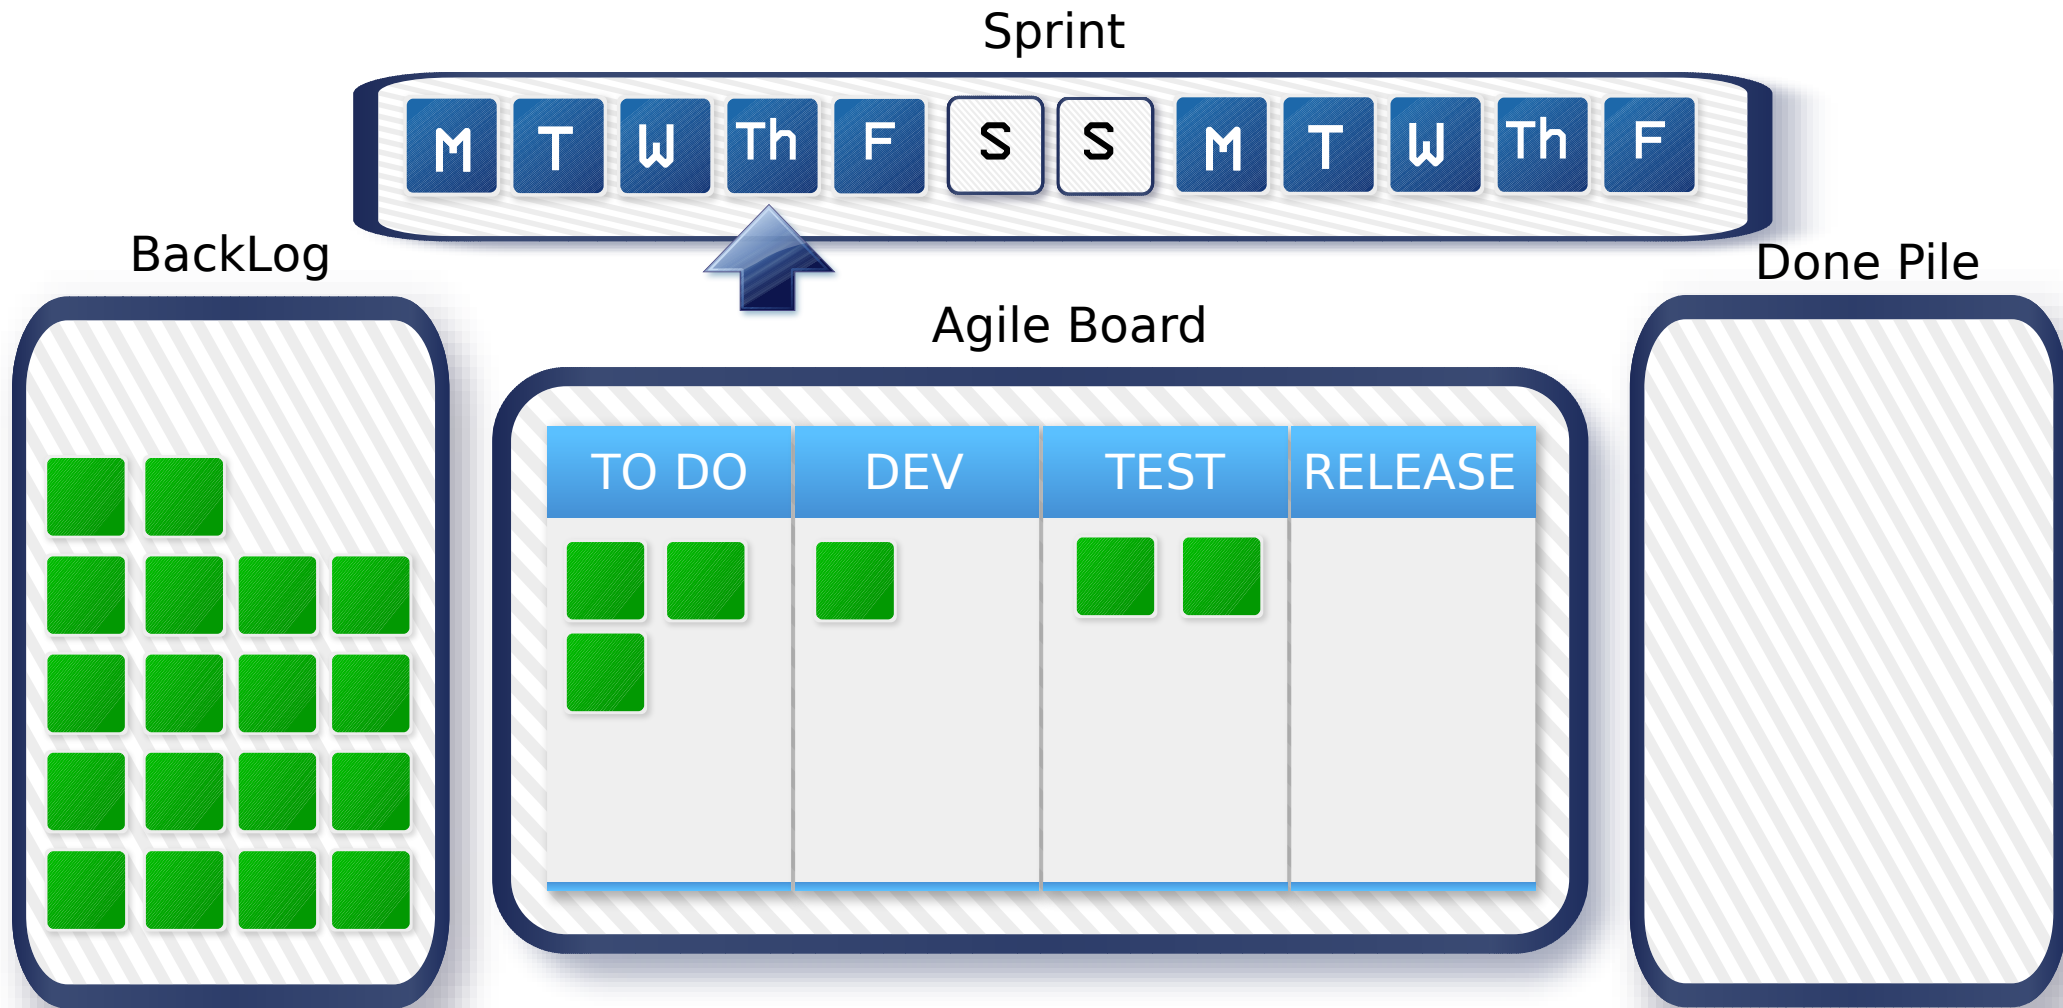 Sprint
M T W Th F S S M T W Th F
BackLog
Done Pile
Agile Board
TO DO DEV TEST RELEASE